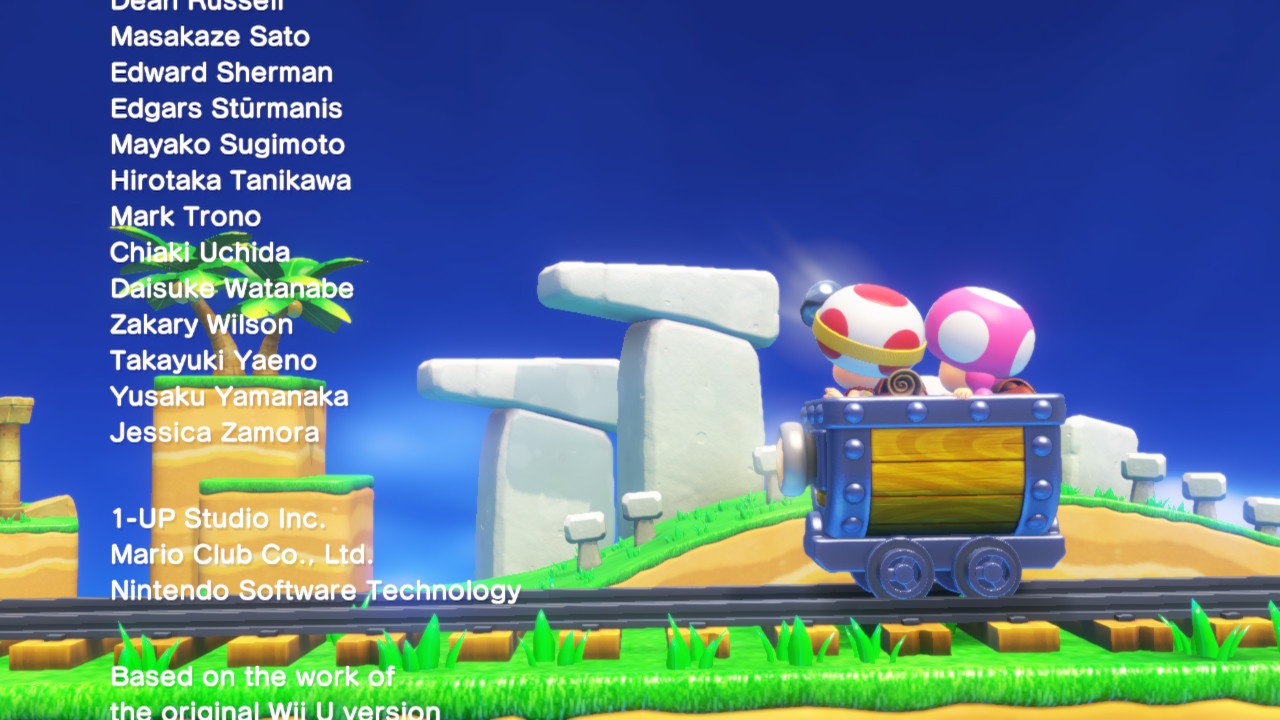 Dean Russell
Masakaze Sato
Edward Sherman
Edgars Stūrmanis
Mayako Sugimoto
Hirotaka Tanikawa
Mark Trono
Chiaki Uchida
Daisuke Watanabe
Zakary Wilson
Takayuki Yaeno
Yusaku Yamanaka
Jessica Zamora
1-UP Studio Inc.
Mario Club Co., Ltd.
Nintendo Software Technology
Based on the work of
the original Wii U version